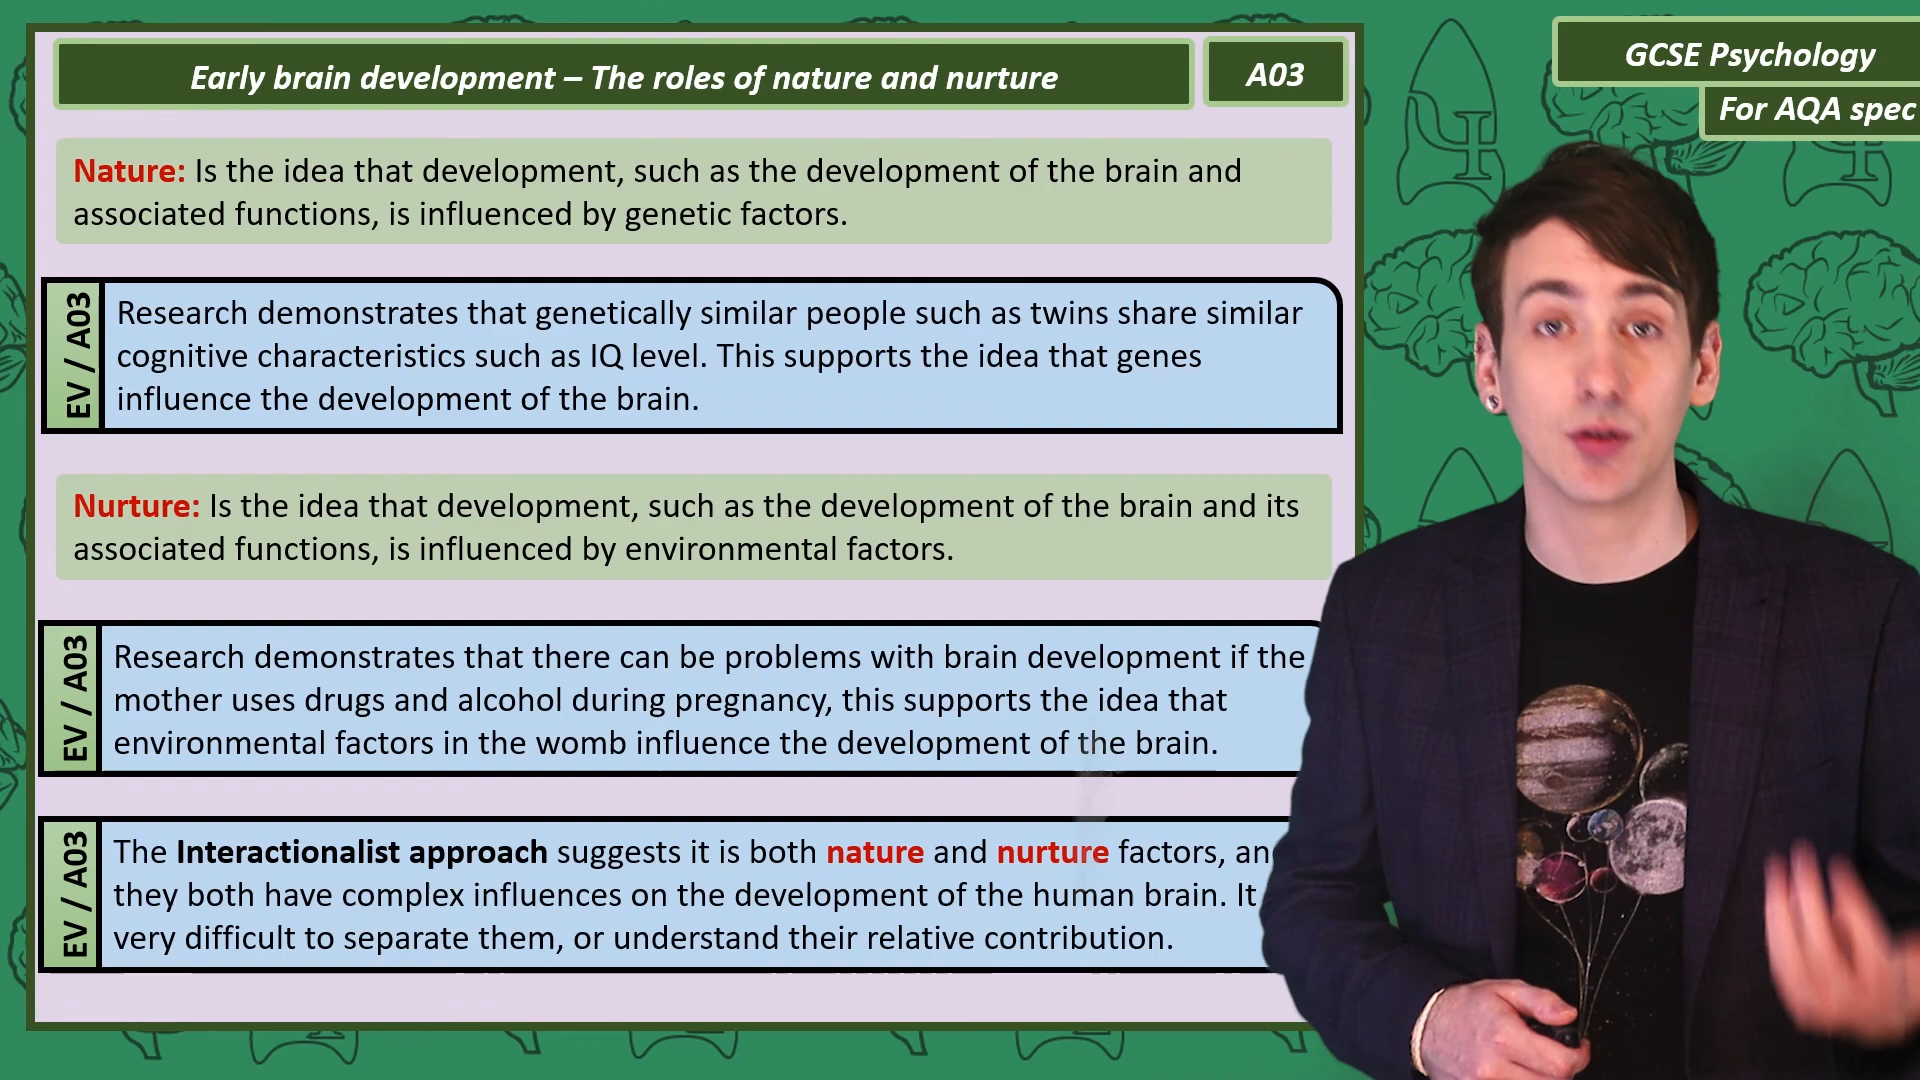 Early brain development – The roles of nature and nurture
A03
GCSE Psychology
For AQA spec
Nature: Is the idea that development, such as the development of the brain and
associated functions, is influenced by genetic factors.
EV / A03
Research demonstrates that genetically similar people such as twins share similar
cognitive characteristics such as IQ level. This supports the idea that genes
influence the development of the brain.
Nurture: Is the idea that development, such as the development of the brain and its
associated functions, is influenced by environmental factors.
EV / A03
Research demonstrates that there can be problems with brain development if the
mother uses drugs and alcohol during pregnancy, this supports the idea that
environmental factors in the womb influence the development of the brain.
EV / A03
The Interactionalist approach suggests it is both nature and nurture factors, an
they both have complex influences on the development of the human brain. It
very difficult to separate them, or understand their relative contribution.